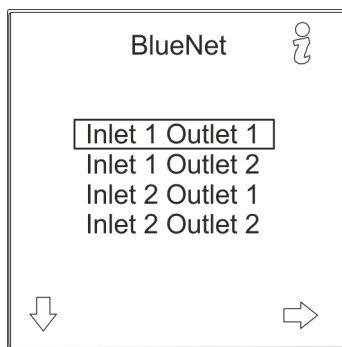 BlueNet
Inlet 1 Outlet 1
Inlet 1 Outlet 2
Inlet 2 Outlet 1
Inlet 2 Outlet 2